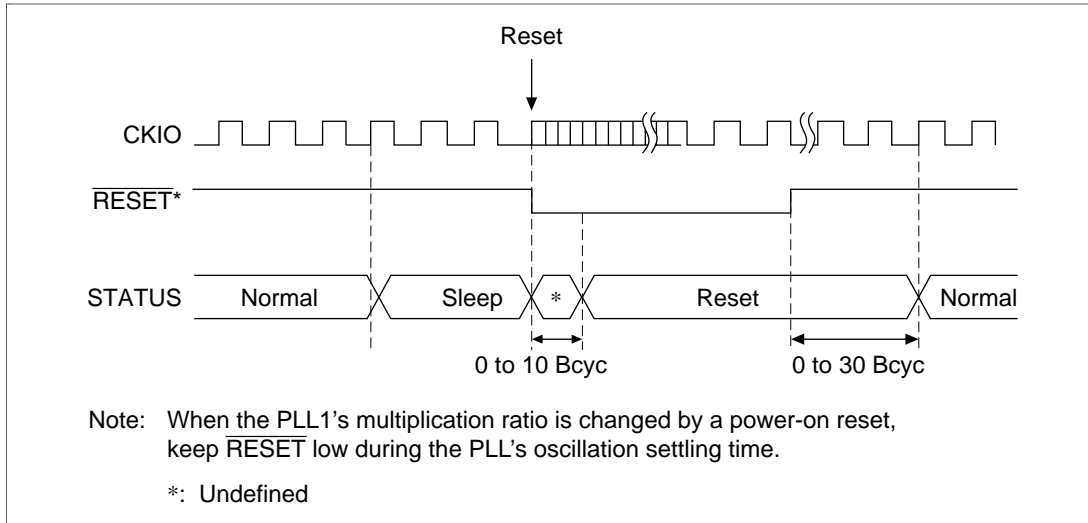 Reset
CKIO
RESET*
STATUS Normal Sleep * Reset Normal
0 to 10 Bcyc 0 to 30 Bcyc
Note: When the PLL1's multiplication ratio is changed by a power-on reset,
keep RESET low during the PLL's oscillation settling time.
*: Undefined